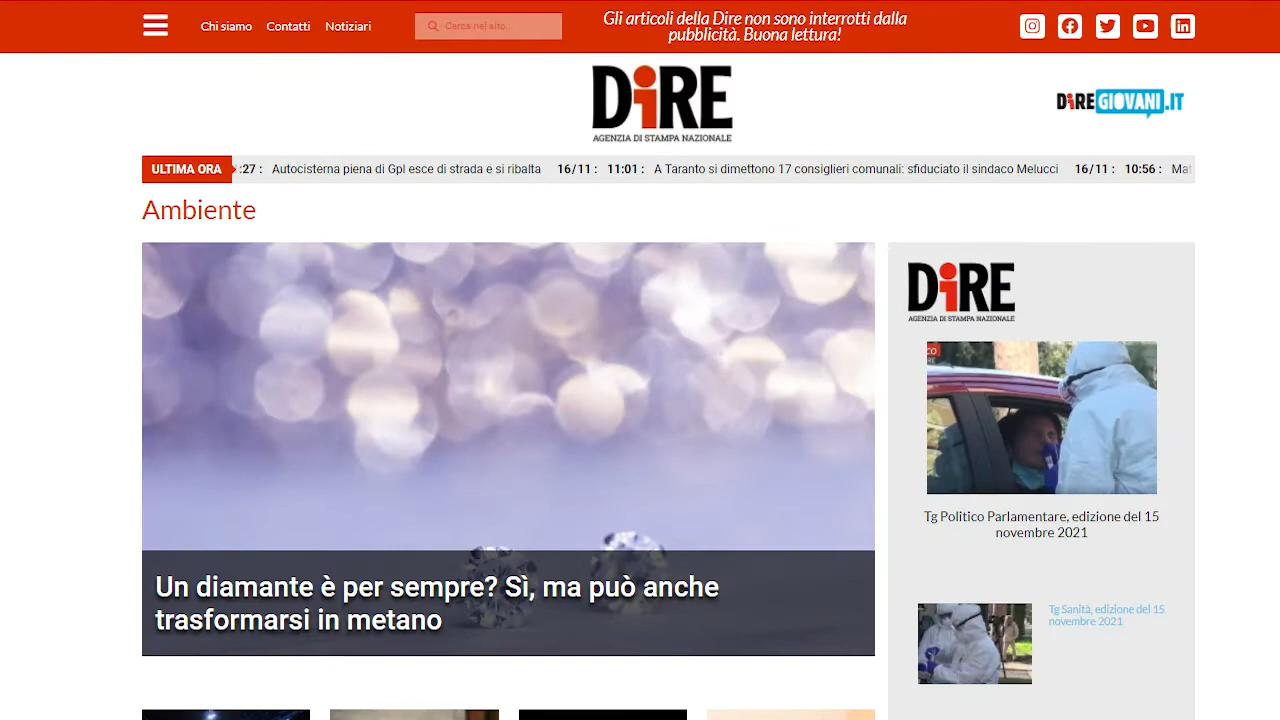 Chi siamo
Contatti
Notiziari
Cerca nel sito...
Gli articoli della Dire non sono interrotti dalla
pubblicità. Buona lettura!
DiRE
AGENZIA DI STAMPA NAZIONALE
DIREGIOVANI.IT
ULTIMA ORA
:27 : Autocisterna piena di Gpl esce di strada e si ribalta 16/11 : 11:01 : A Taranto si dimettono 17 consiglieri comunali: sfiduciato il sindaco Melucci 16/11 : 10:56 :
Ambiente
Un diamante è per sempre? Sì, ma può anche
trasformarsi in metano
DiRE
AGENZIA DI STAMPA NAZIONALE
Tg Politico Parlamentare, edizione del 15
novembre 2021
Tg Sanità, edizione del 15
novembre 2021